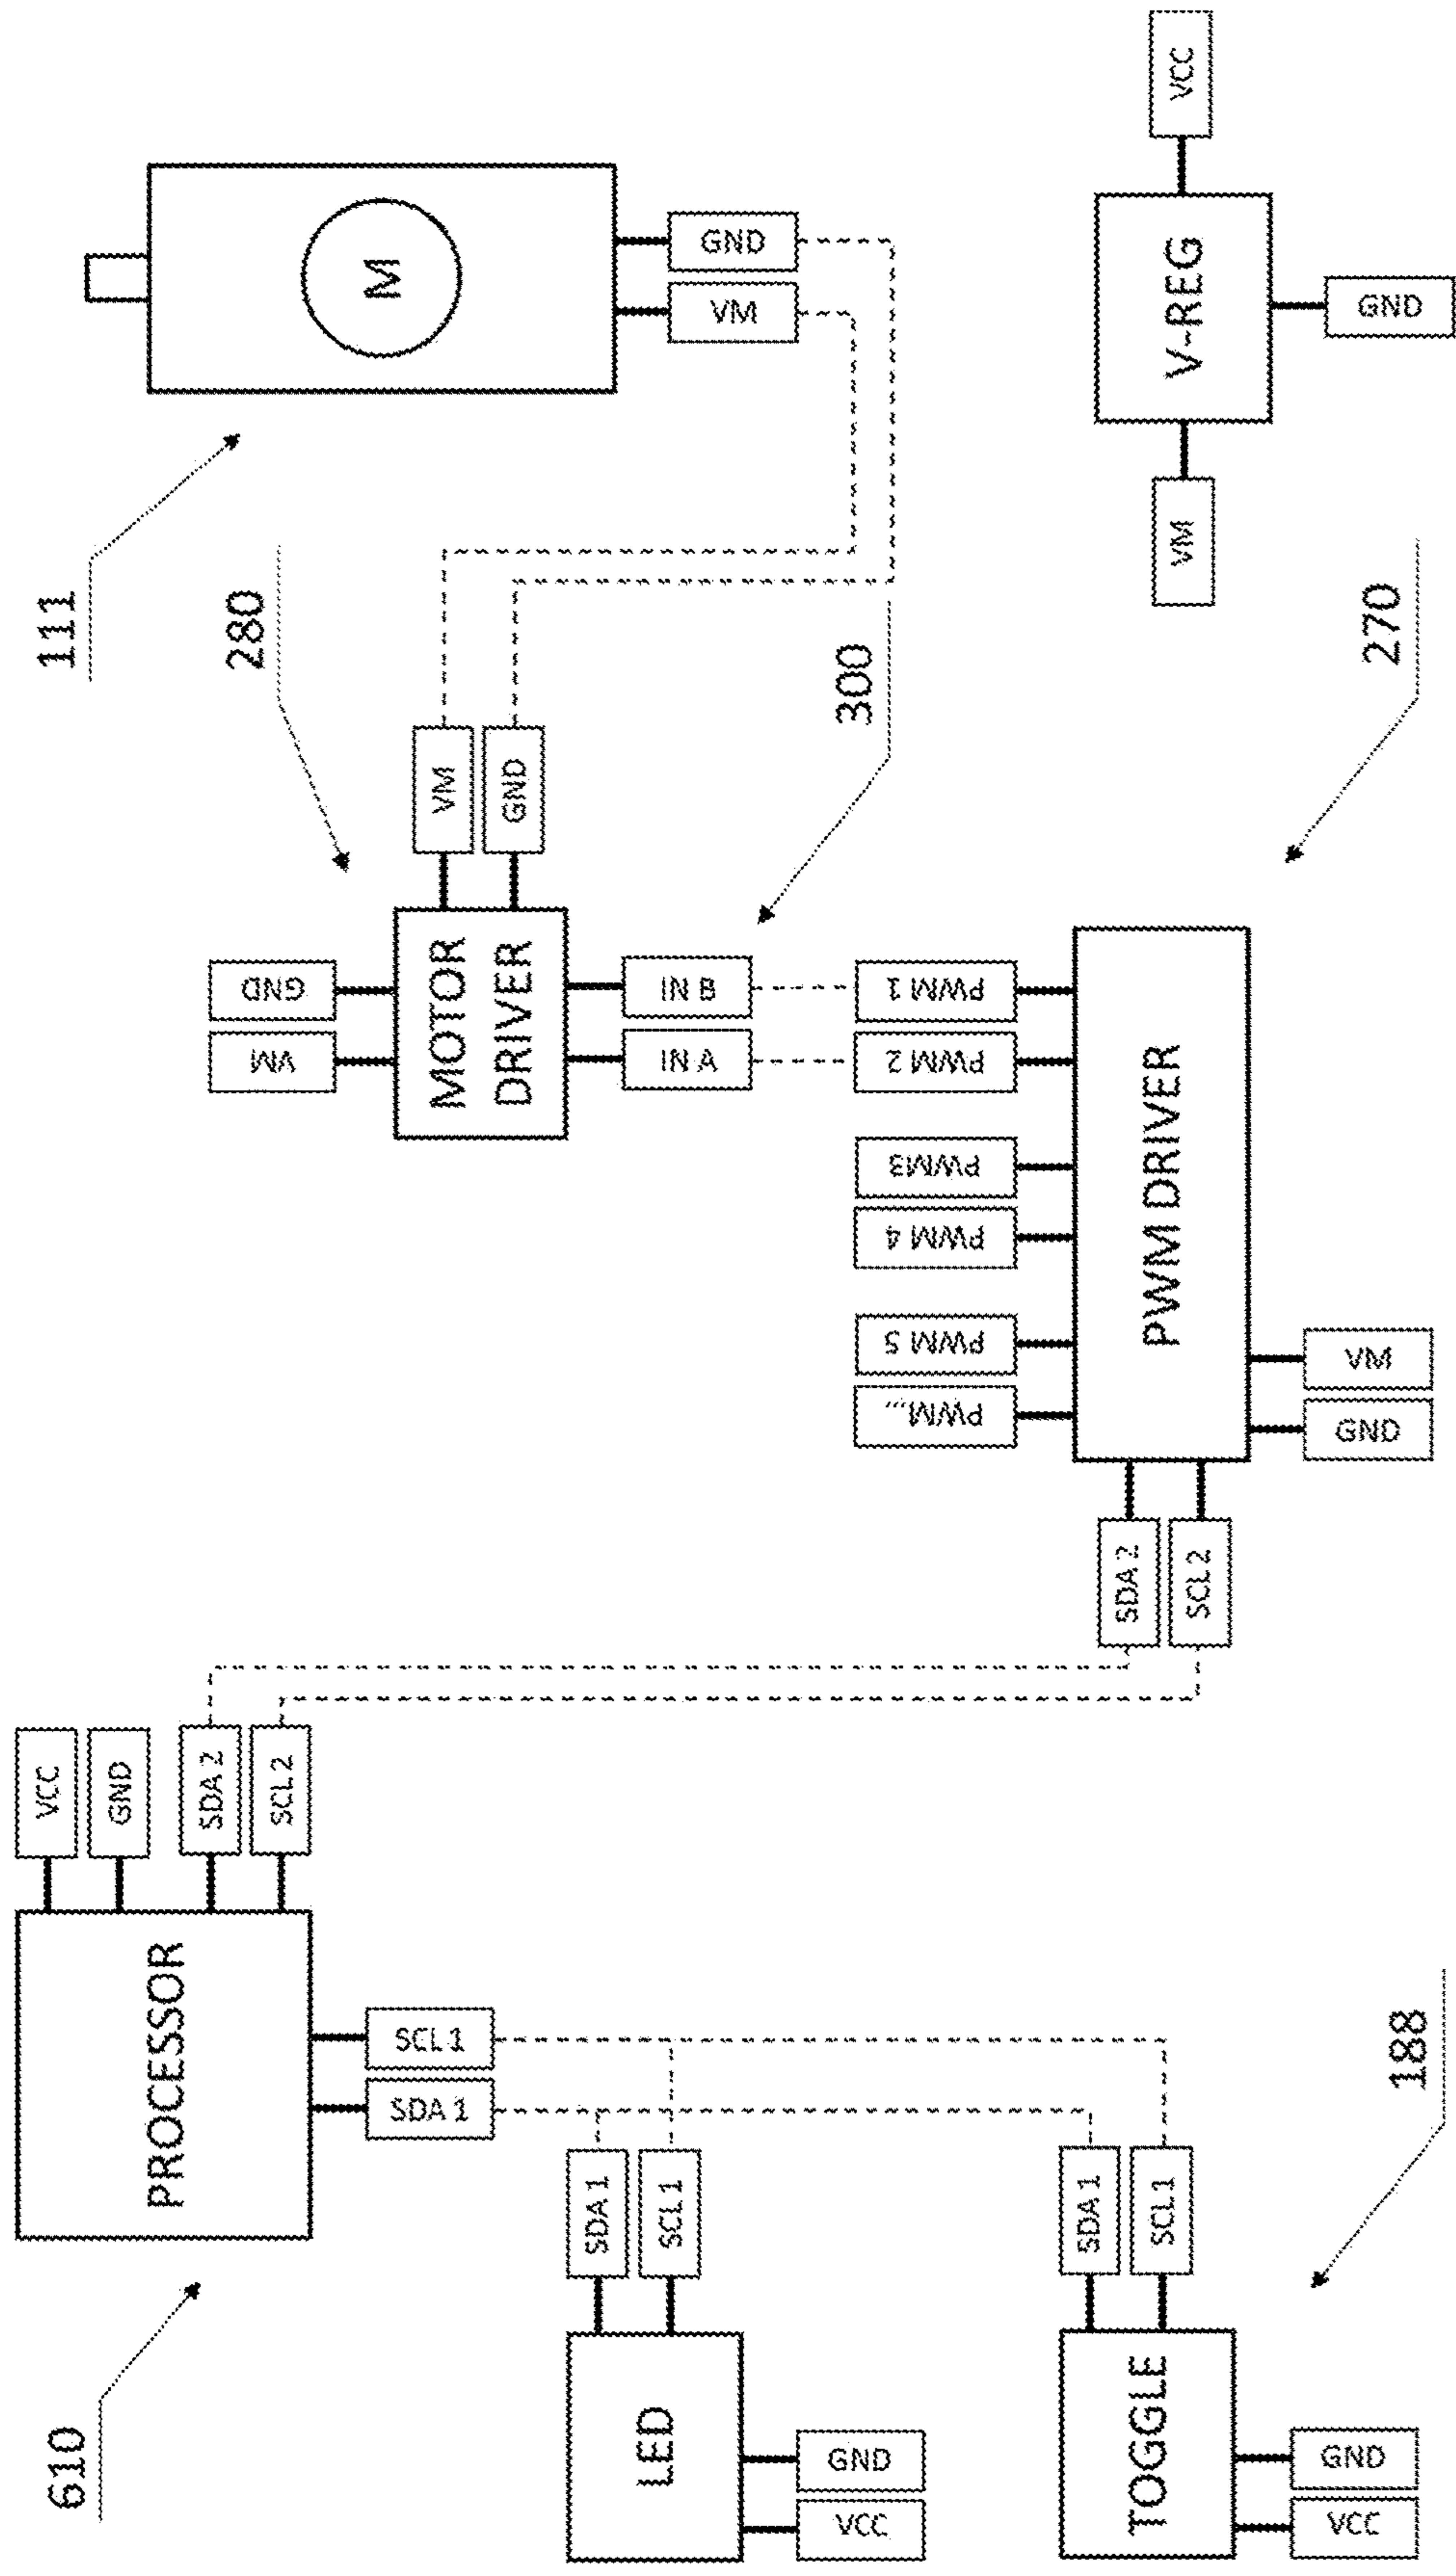 610
PROCESSOR
VCC
GND
SDA 2
SCL 2
SCL 1
SDA 1
LED
SDA 1
SCL 1
GND
VCC
TOGGLE
SDA 1
SCL 1
GND
VCC
188
111
M
GND
VM
280
MOTOR
DRIVER
GND
VM
VM
GND
IN B
IN A
300
PWM 1
PWM 2
PWM3
PWM 4
PWM 5
PWM...
PWM DRIVER
SDA 2
SCL 2
VM
GND
270
V-REG
VM
VCC
GND